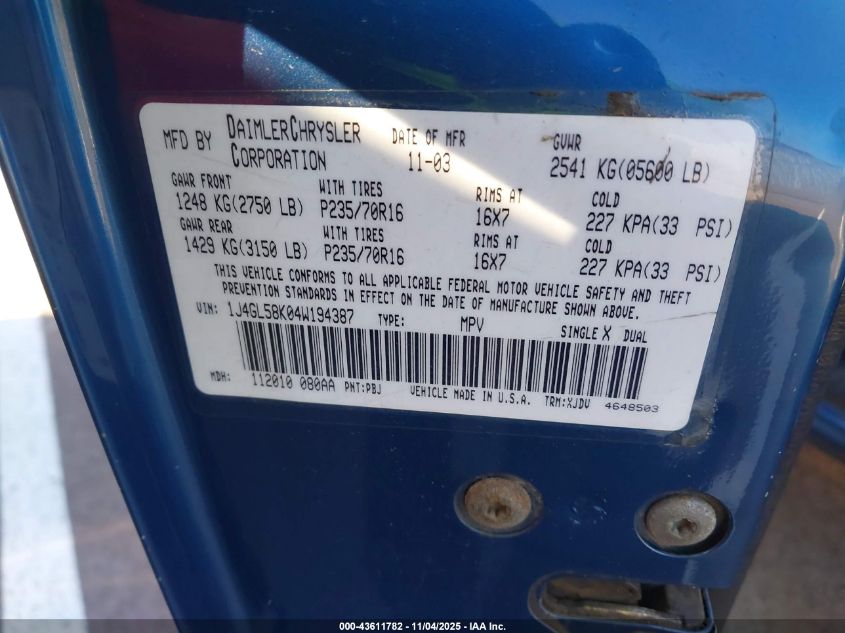 MFD BY DAIMLERCHRYSLER CORPORATION DATE OF MFR 11-03 GVWR 2541 KG(05600 LB)
GAWR FRONT WITH TIRES RIMS AT COLD
1248 KG(2750 LB) P235/70R16 16X7 227 KPA(33 PSI)
GAWR REAR WITH TIRES RIMS AT COLD
1429 KG(3150 LB) P235/70R16 16X7 227 KPA(33 PSI)
THIS VEHICLE CONFORMS TO ALL APPLICABLE FEDERAL MOTOR VEHICLE SAFETY AND THEFT
PREVENTION STANDARDS IN EFFECT ON THE DATE OF MANUFACTURE SHOWN ABOVE.
VIN: 1J4GL58K04W194387 TYPE: MPV SINGLE X DUAL
MDH: 112010 080AA PNT:PBJ VEHICLE MADE IN U.S.A. TRM:XJDV 4648503
000-43611782 - 11/04/2025 - IAA Inc.